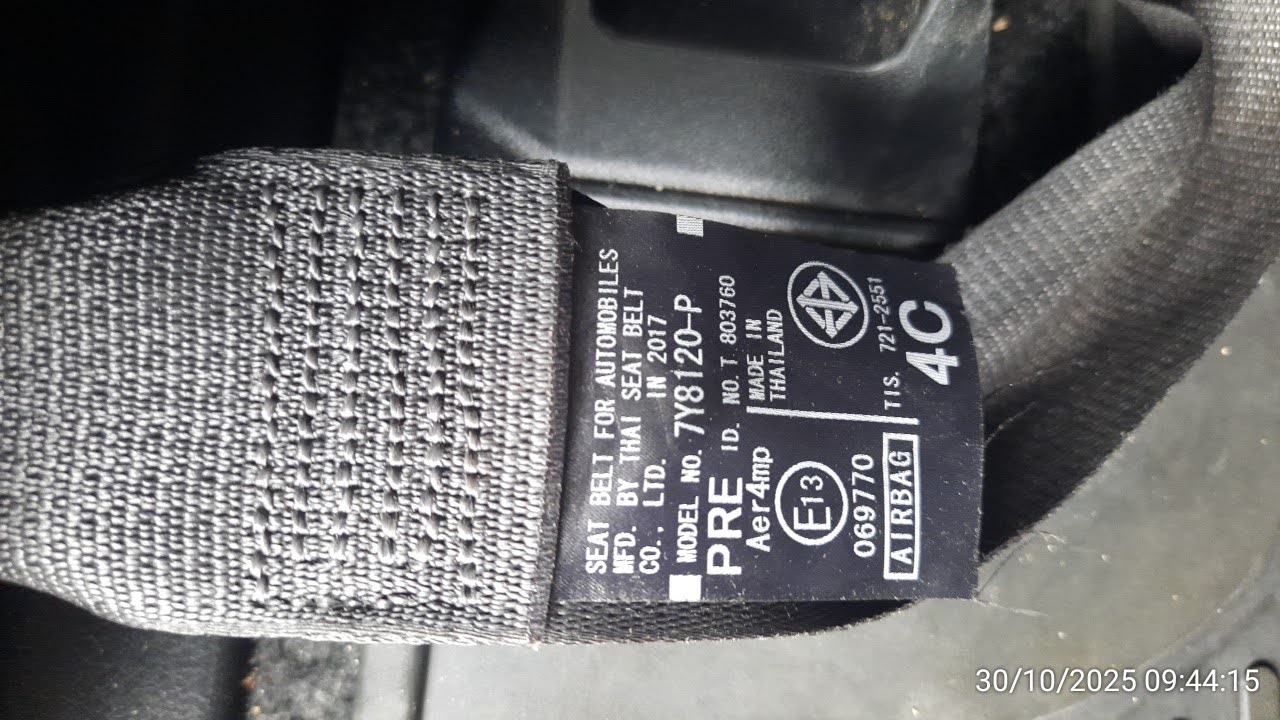 SEAT BELT FOR AUTOMOBILES
MFD. BY THAI SEAT BELT
CO., LTD. IN 2017
MODEL NO. 7Y8120-P
PRE ID. NO. T 803760
Aer4mp
MADE IN
THAILAND
E13
069770
TIS. 721-2551
AIRBAG
4C
30/10/2025 09:44:15